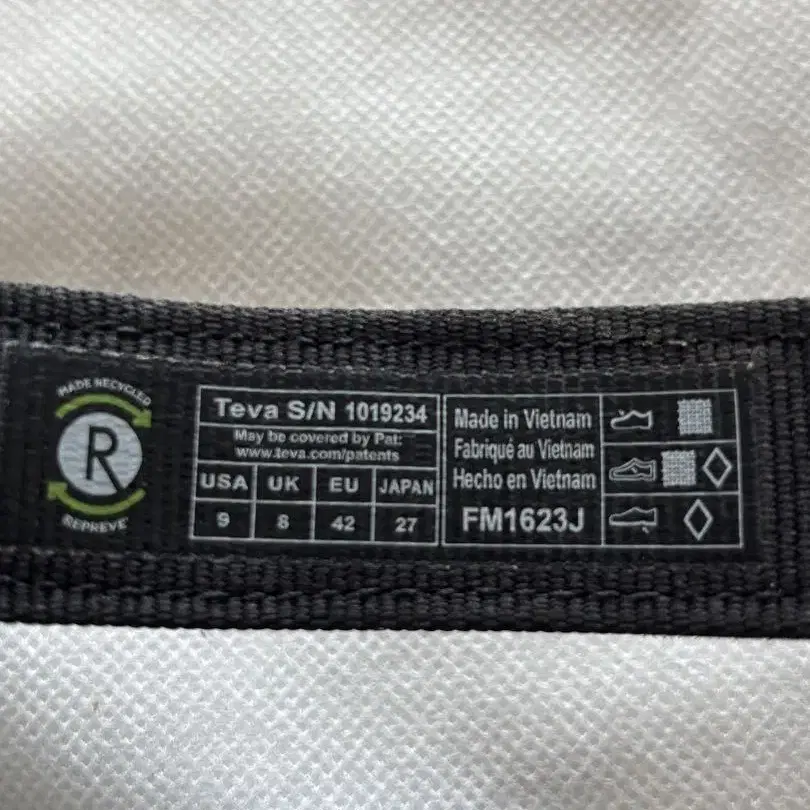 MADE RECYCLED
R
REPREVE
Teva S/N 1019234
May be covered by Pat:
www.teva.com/patents
USA UK EU JAPAN
9 8 42 27
Made in Vietnam
Fabriqué au Vietnam
Hecho en Vietnam
FM1623J